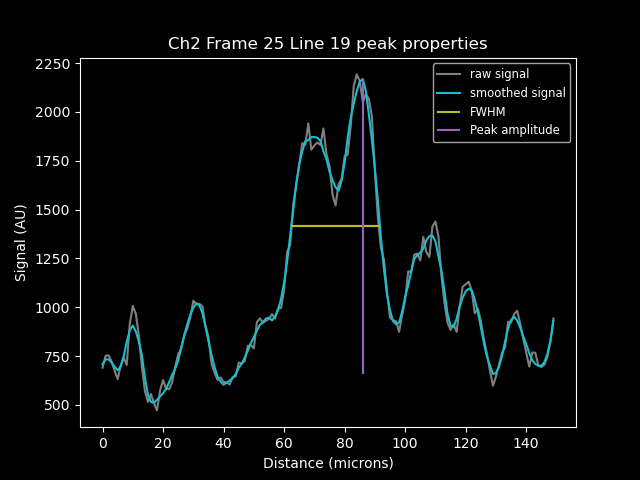 Ch2 Frame 25 Line 19 peak properties
raw signal
smoothed signal
FWHM
Peak amplitude
Signal (AU)
2250
2000
1750
1500
1250
1000
750
500
0 20 40 60 80 100 120 140
Distance (microns)